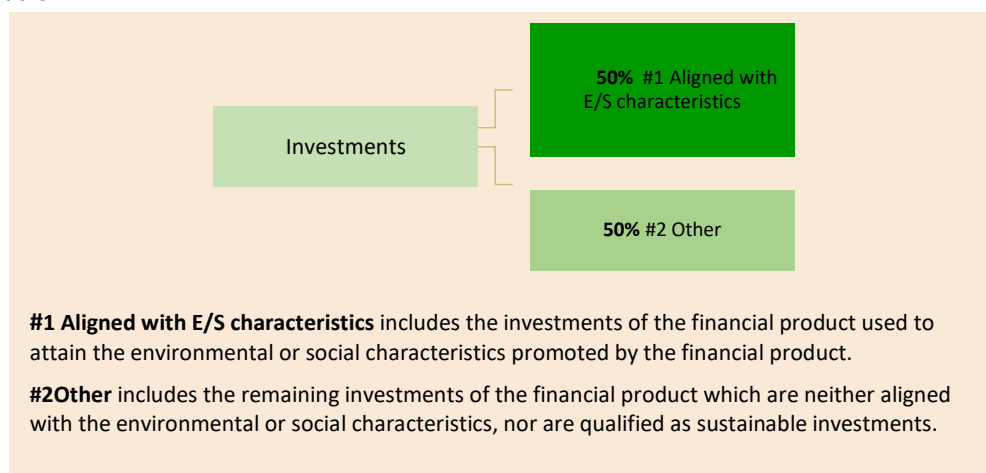 50% #1 Aligned with
E/S characteristics
Investments
50% #2 Other
#1 Aligned with E/S characteristics includes the investments of the financial product used to
attain the environmental or social characteristics promoted by the financial product.
#2Other includes the remaining investments of the financial product which are neither aligned
with the environmental or social characteristics, nor are qualified as sustainable investments.